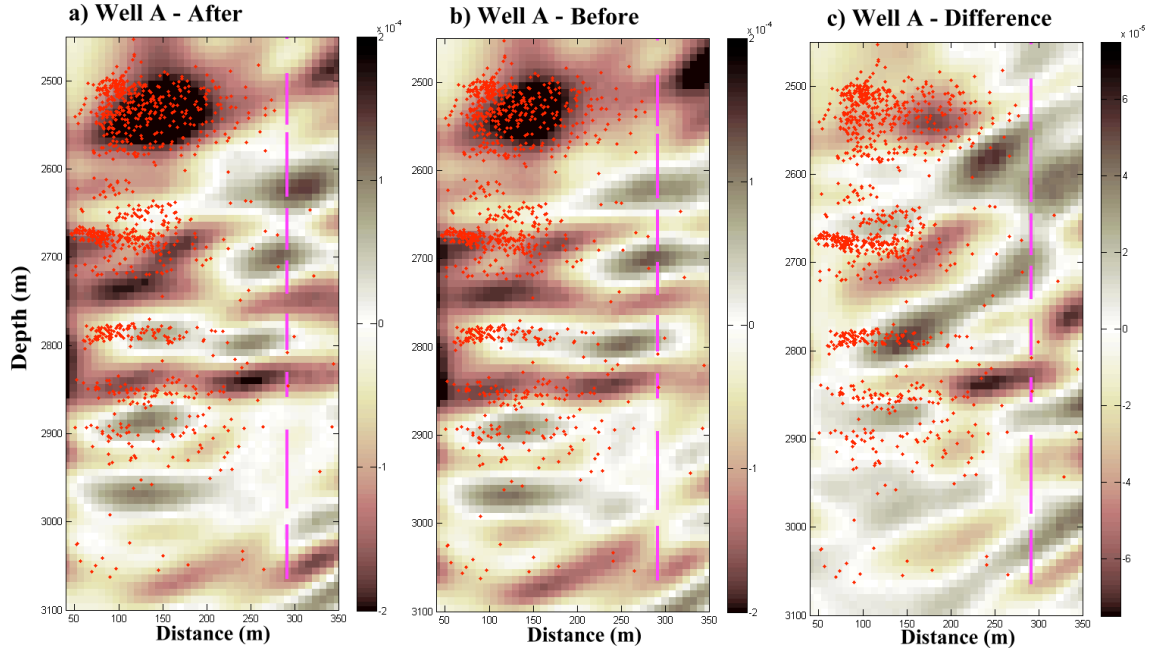 a) Well A - After
b) Well A - Before
c) Well A - Difference
x 10⁻⁴
x 10⁻⁴
x 10⁻⁵
Depth (m)
2500
2600
2700
2800
2900
3000
3100
50 100 150 200 250 300 350
Distance (m)
2
1
0
-1
-2
2500
2600
2700
2800
2900
3000
3100
50 100 150 200 250 300 350
Distance (m)
2
1
0
-1
-2
2500
2600
2700
2800
2900
3000
3100
50 100 150 200 250 300 350
Distance (m)
6
4
2
0
-2
-4
-6